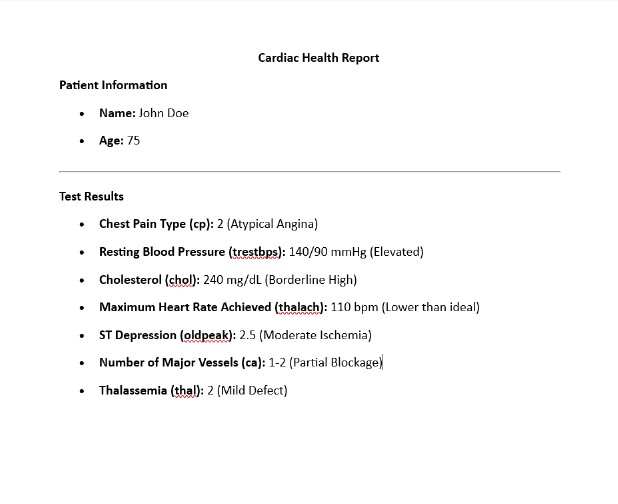 Cardiac Health Report
Patient Information
• Name: John Doe
• Age: 75
Test Results
• Chest Pain Type (cp): 2 (Atypical Angina)
• Resting Blood Pressure (trestbps): 140/90 mmHg (Elevated)
• Cholesterol (chol): 240 mg/dL (Borderline High)
• Maximum Heart Rate Achieved (thalach): 110 bpm (Lower than ideal)
• ST Depression (oldpeak): 2.5 (Moderate Ischemia)
• Number of Major Vessels (ca): 1-2 (Partial Blockage)
• Thalassemia (thal): 2 (Mild Defect)